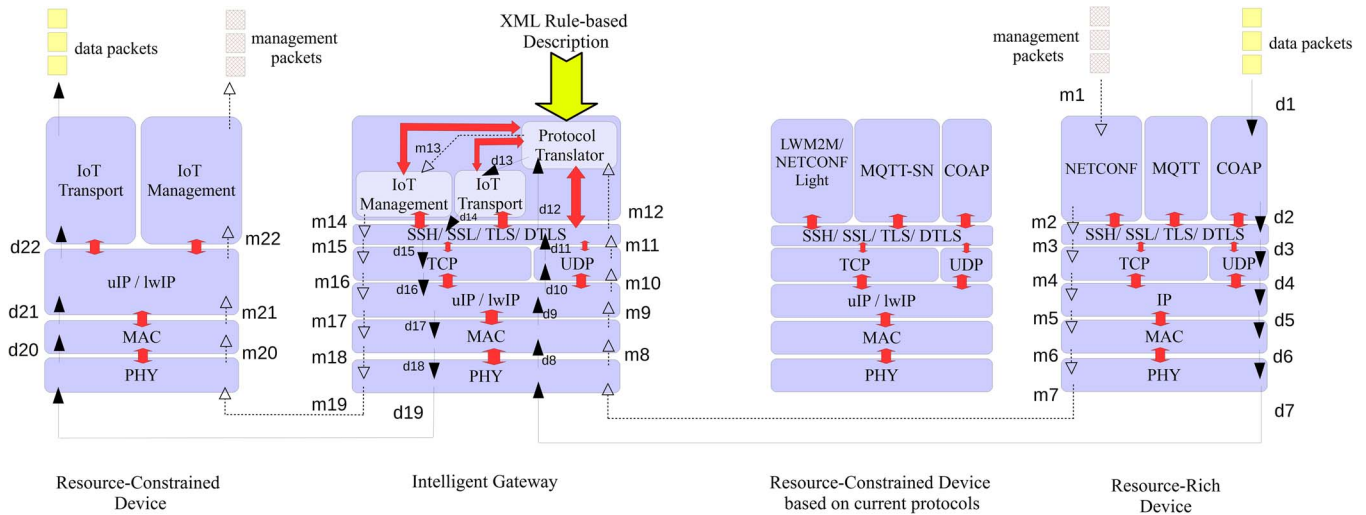 data packets
management
packets
XML Rule-based
Description
management
packets
data packets
m1
d1
IoT
Transport
IoT
Management
m13
d13
Protocol
Translator
IoT
Management
IoT
Transport
LWM2M/
NETCONF
Light
MQTT-SN
COAP
NETCONF
MQTT
COAP
m14
d14
d12
m12
m2
d2
SSH/ SSL/ TLS/ DTLS
SSH/ SSL/ TLS/ DTLS
SSH/ SSL/ TLS/ DTLS
d22
m22
m15
d15
d11
m11
m3
d3
TCP
UDP
TCP
UDP
TCP
UDP
uIP / lwIP
m16
d16
d10
m10
m4
d4
uIP / lwIP
uIP / lwIP
IP
d21
m21
m17
d17
d9
m9
m5
d5
MAC
MAC
MAC
MAC
d20
m20
m18
d18
d8
m8
m6
d6
PHY
PHY
PHY
PHY
m19
d19
m7
d7
Resource-Constrained
Device
Intelligent Gateway
Resource-Constrained Device
based on current protocols
Resource-Rich
Device